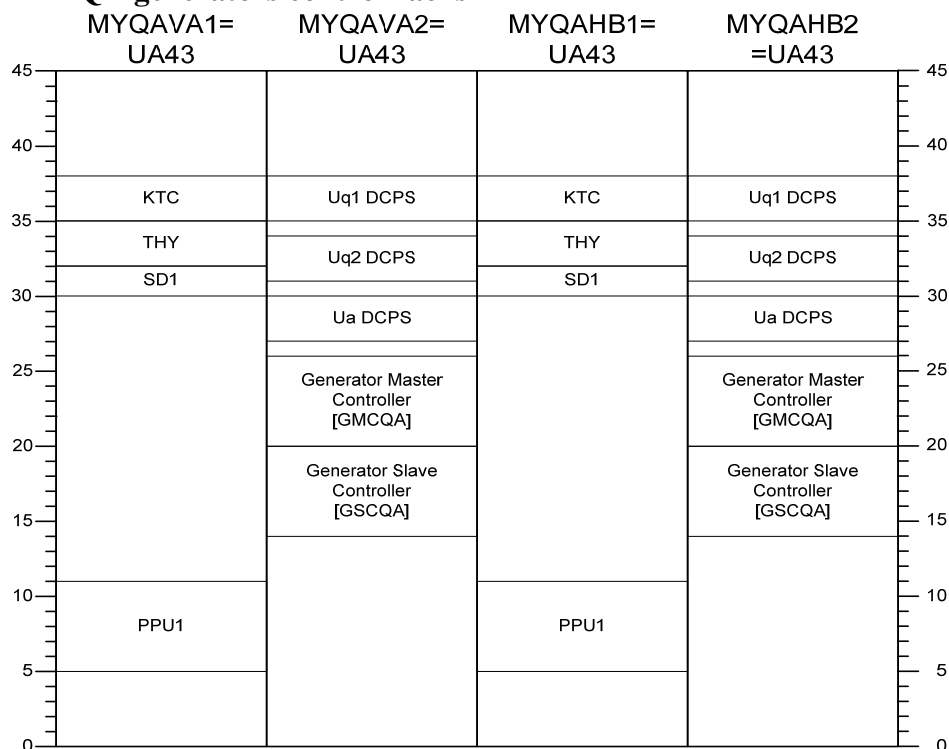 MYQAVA1=
UA43
MYQAVA2=
UA43
MYQAHB1=
UA43
MYQAHB2
=UA43
45
45
40
40
KTC
Uq1 DCPS
KTC
Uq1 DCPS
35
35
THY
Uq2 DCPS
THY
Uq2 DCPS
SD1
SD1
30
30
Ua DCPS
Ua DCPS
25
25
Generator Master
Controller
[GMCQA]
Generator Master
Controller
[GMCQA]
20
20
Generator Slave
Controller
[GSCQA]
Generator Slave
Controller
[GSCQA]
15
15
10
10
PPU1
PPU1
5
5
0
0